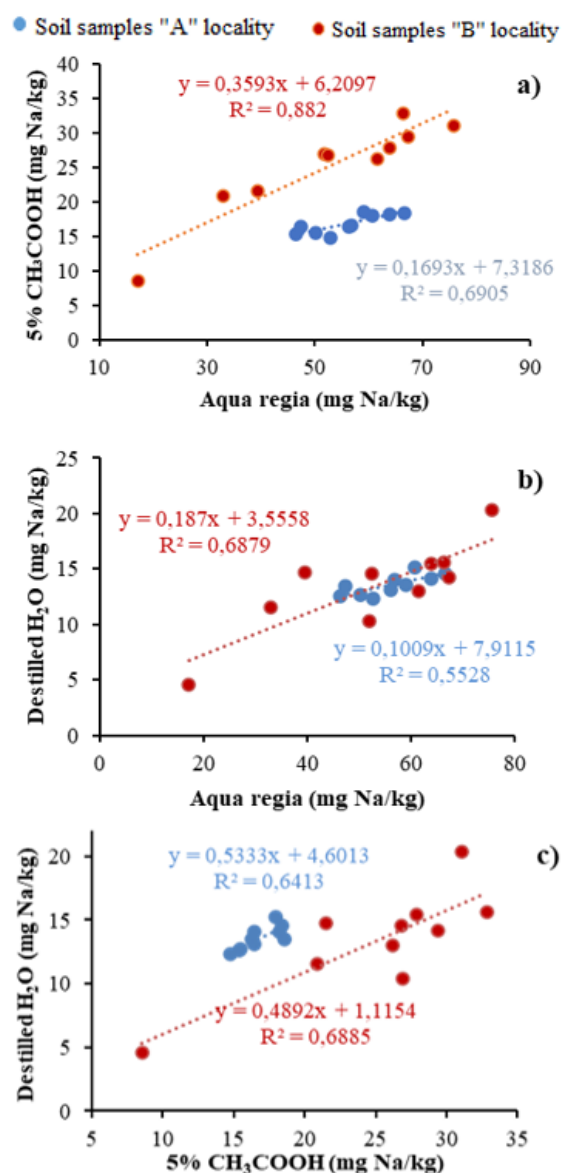 Soil samples "A" locality Soil samples "B" locality
a)
5% CH₃COOH (mg Na/kg)
40
35
30
25
20
15
10
5
0
y = 0,3593x + 6,2097
R² = 0,882
y = 0,1693x + 7,3186
R² = 0,6905
10 30 50 70 90
Aqua regia (mg Na/kg)
b)
Destilled H₂O (mg Na/kg)
25
20
15
10
5
0
y = 0,187x + 3,5558
R² = 0,6879
y = 0,1009x + 7,9115
R² = 0,5528
0 20 40 60 80
Aqua regia (mg Na/kg)
c)
Destilled H₂O (mg Na/kg)
20
15
10
5
0
y = 0,5333x + 4,6013
R² = 0,6413
y = 0,4892x + 1,1154
R² = 0,6885
5 10 15 20 25 30 35
5% CH₃COOH (mg Na/kg)